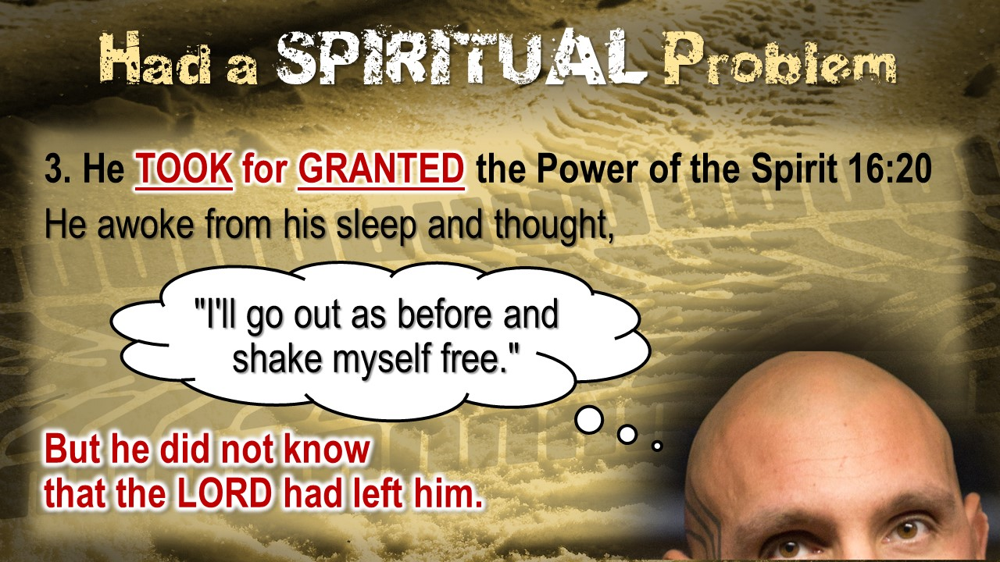 Had a SPIRITUAL Problem
3. He TOOK for GRANTED the Power of the Spirit 16:20
He awoke from his sleep and thought,
"I'll go out as before and
shake myself free."
But he did not know
that the LORD had left him.